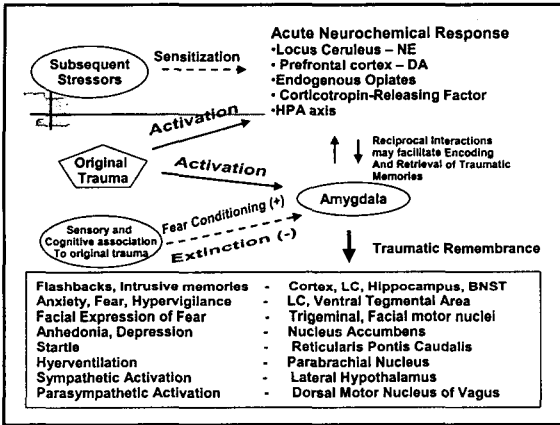 Acute Neurochemical Response
•Locus Ceruleus – NE
• Prefrontal cortex - DA
•Endogenous Opiates
• Corticotropin-Releasing Factor
•HPA axis
Subsequent
Stressors
Sensitization
Activation
Original
Trauma
Activation
Reciprocal Interactions
may facilitate Encoding
And Retrieval of Traumatic
Memories
Sensory and
Cognitive association
To original trauma
Fear Conditioning (+)
Extinction (-)
Amygdala
Traumatic Remembrance
Flashbacks, Intrusive memories - Cortex, LC, Hippocampus, BNST
Anxiety, Fear, Hypervigilance - LC, Ventral Tegmental Area
Facial Expression of Fear - Trigeminal, Facial motor nuclei
Anhedonia, Depression - Nucleus Accumbens
Startle - Reticularis Pontis Caudalis
Hyerventilation - Parabrachial Nucleus
Sympathetic Activation - Lateral Hypothalamus
Parasympathetic Activation - Dorsal Motor Nucleus of Vagus